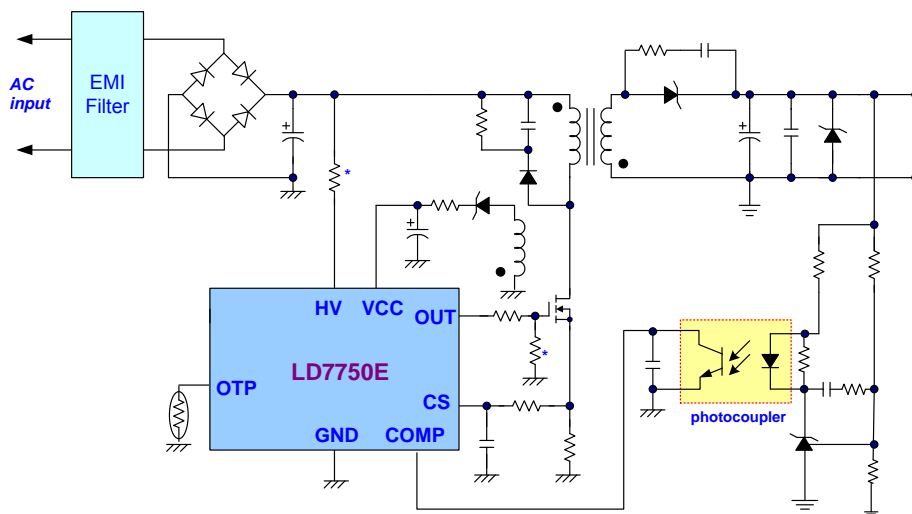 AC
input
EMI
Filter
*
+
+
+
HV
VCC
OUT
*
LD7750E
OTP
CS
GND
COMP
photocoupler